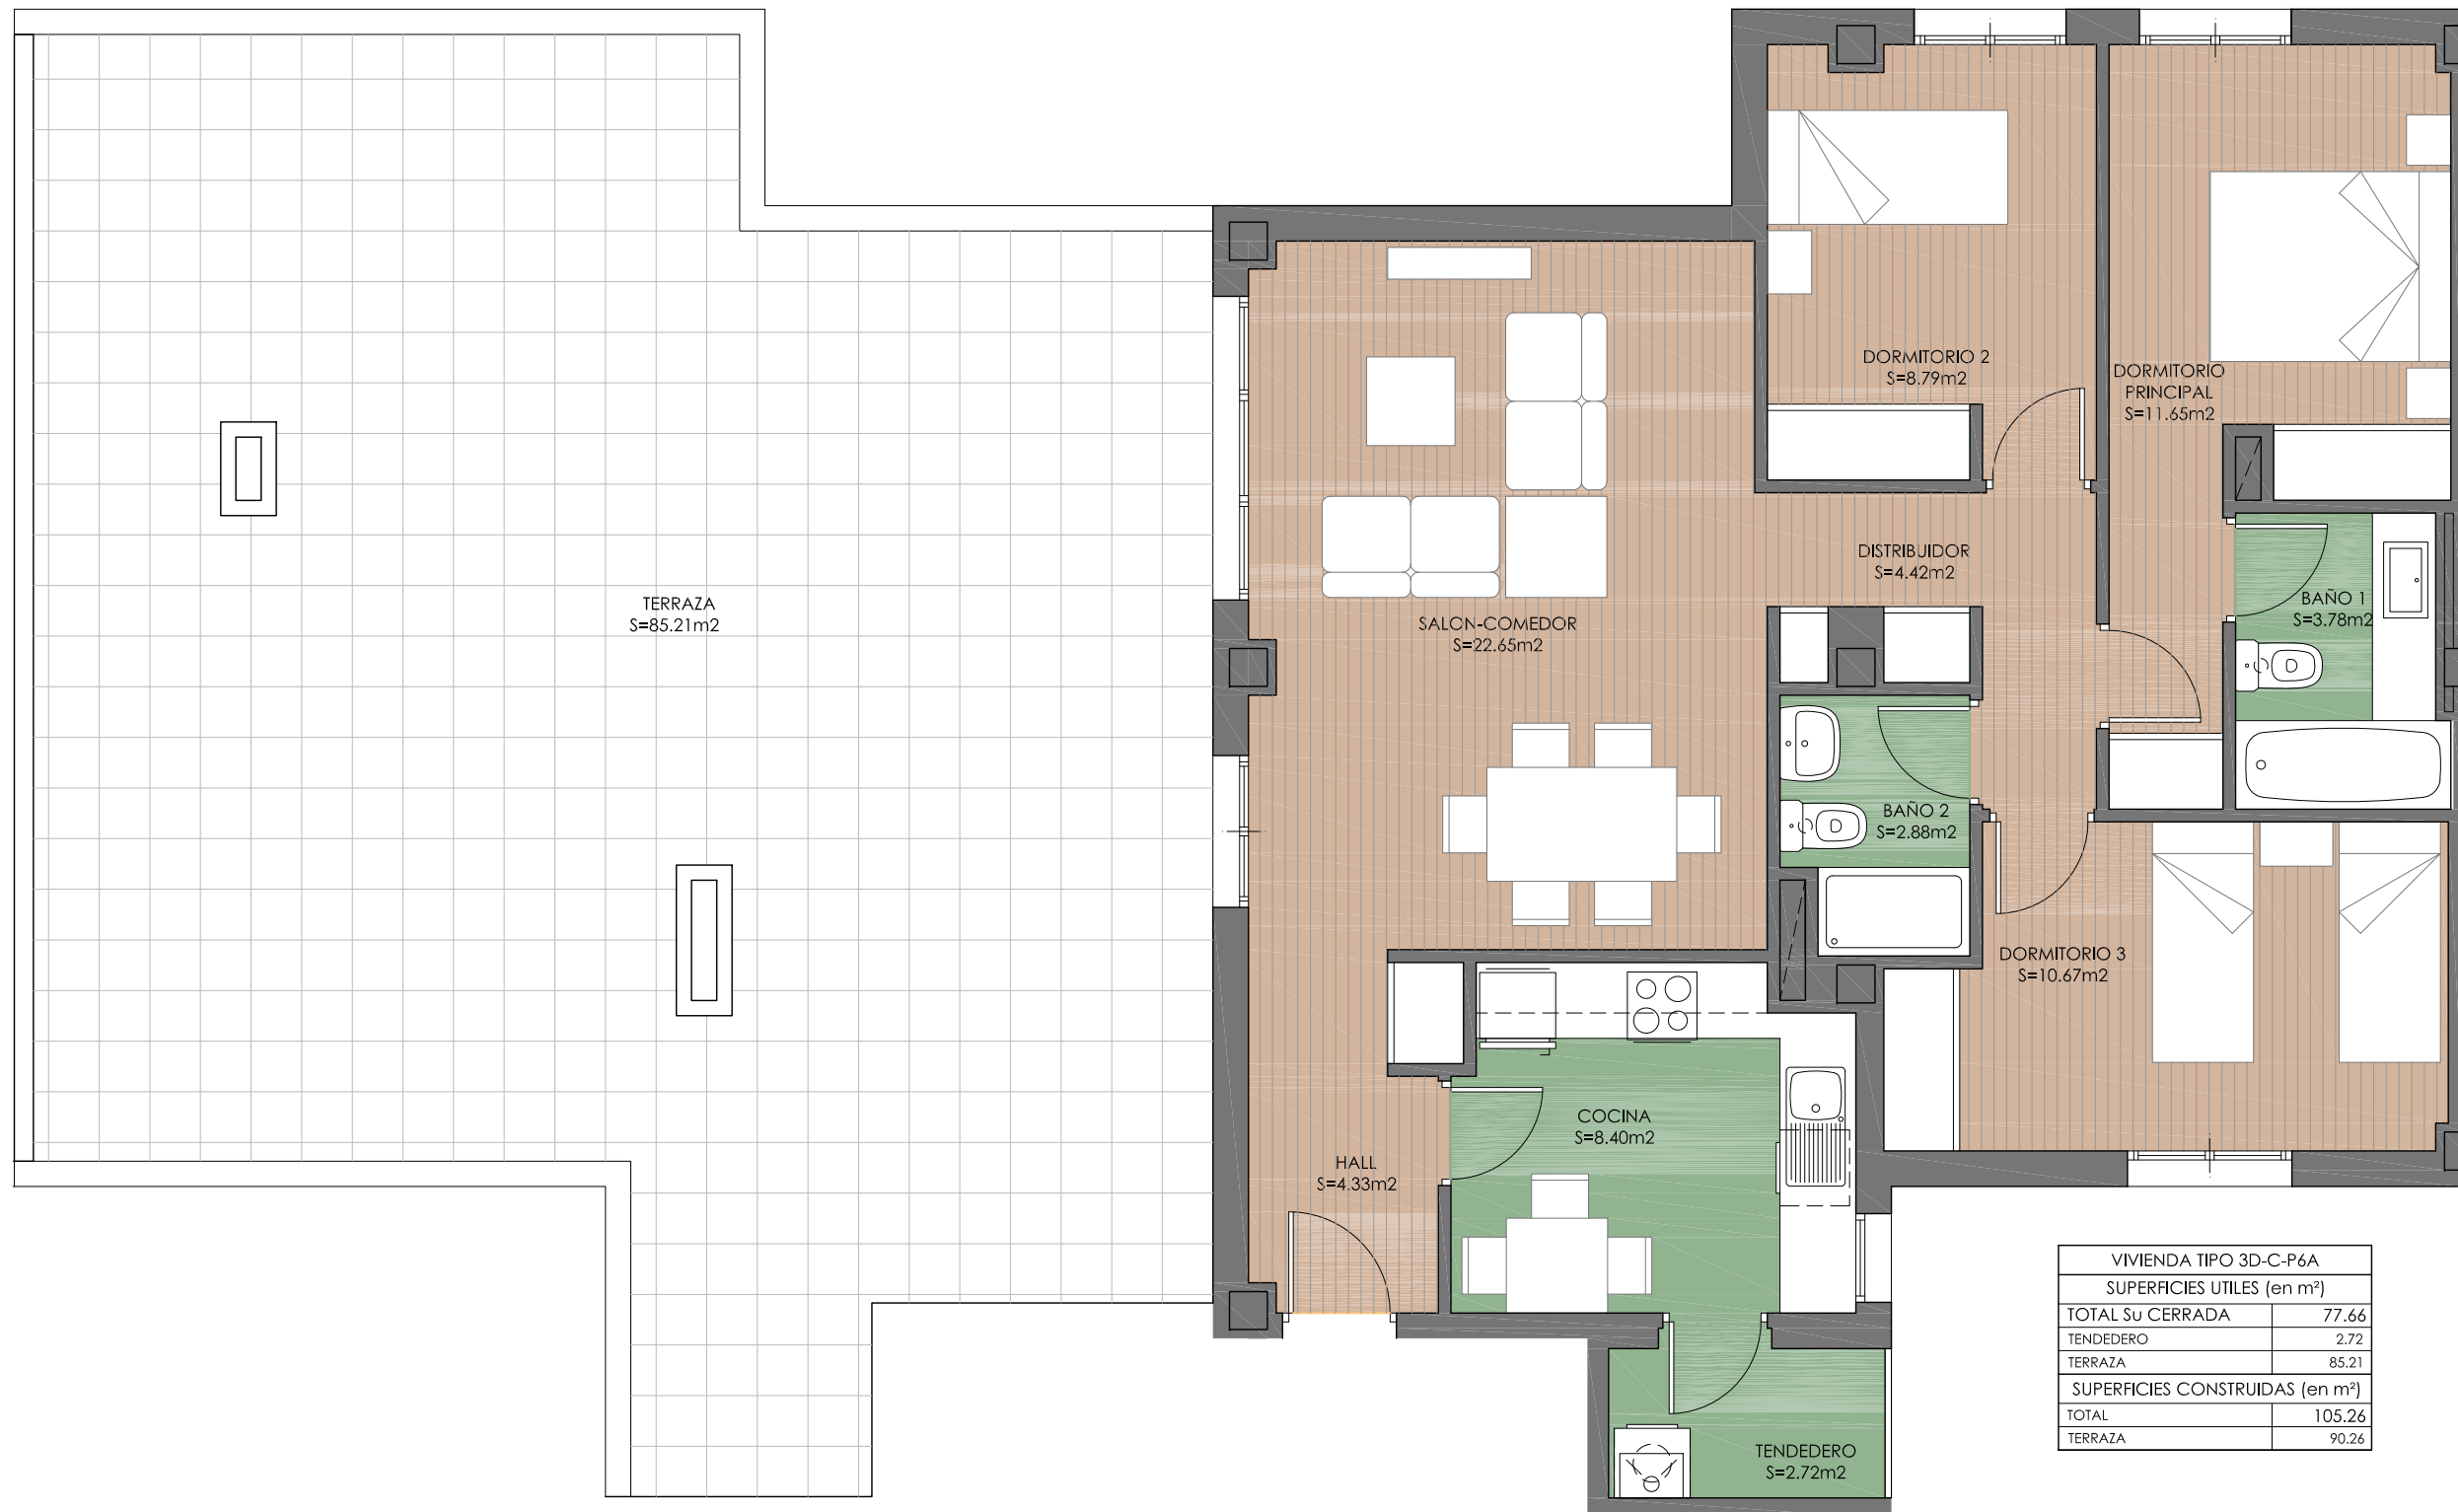 DORMITORIO 2
S=8.79m2
DORMITORIO
PRINCIPAL
S=11.65m2
DISTRIBUIDOR
S=4.42m2
TERRAZA
S=85.21m2
SALON-COMEDOR
S=22.65m2
BAÑO 1
S=3.78m2
BAÑO 2
S=2.88m2
DORMITORIO 3
S=10.67m2
COCINA
S=8.40m2
HALL
S=4.33m2
TENDEDERO
S=2.72m2
VIVIENDA TIPO 3D-C-P6A
SUPERFICIES UTILES (en m²)
TOTAL Su CERRADA 77.66
TENDEDERO 2.72
TERRAZA 85.21
SUPERFICIES CONSTRUIDAS (en m²)
TOTAL 105.26
TERRAZA 90.26